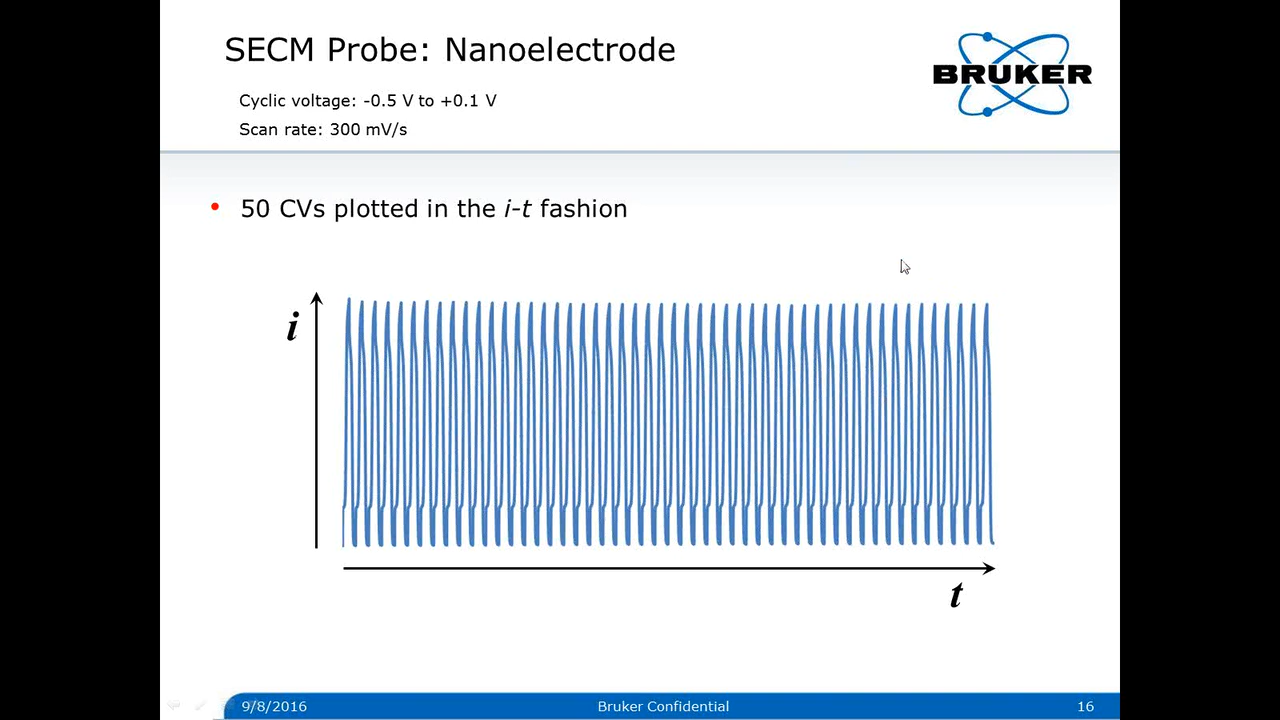 SECM Probe: Nanoelectrode
BRUKER
Cyclic voltage: -0.5 V to +0.1 V
Scan rate: 300 mV/s
• 50 CVs plotted in the i-t fashion
i
t
9/8/2016
Bruker Confidential
16